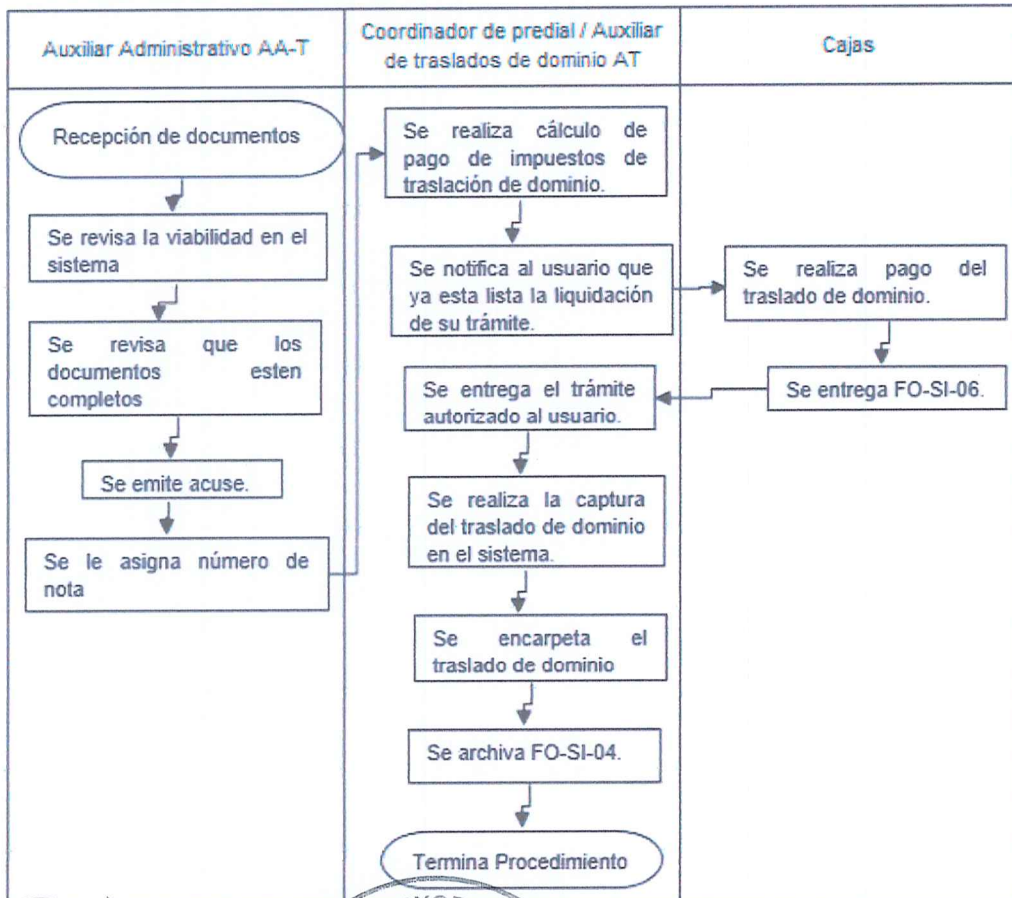 Auxiliar Administrativo AA-T
Coordinador de predial / Auxiliar
de traslados de dominio AT
Cajas
Recepción de documentos
Se revisa la viabilidad en el
sistema
Se revisa que los
documentos esten
completos
Se emite acuse.
Se le asigna número de
nota
Se realiza cálculo de
pago de impuestos de
traslación de dominio.
Se notifica al usuario que
ya esta lista la liquidación
de su trámite.
Se realiza pago del
traslado de dominio.
Se entrega FO-SI-06.
Se entrega el trámite
autorizado al usuario.
Se realiza la captura
del traslado de dominio
en el sistema.
Se encarpeta el
traslado de dominio
Se archiva FO-SI-04.
Termina Procedimiento